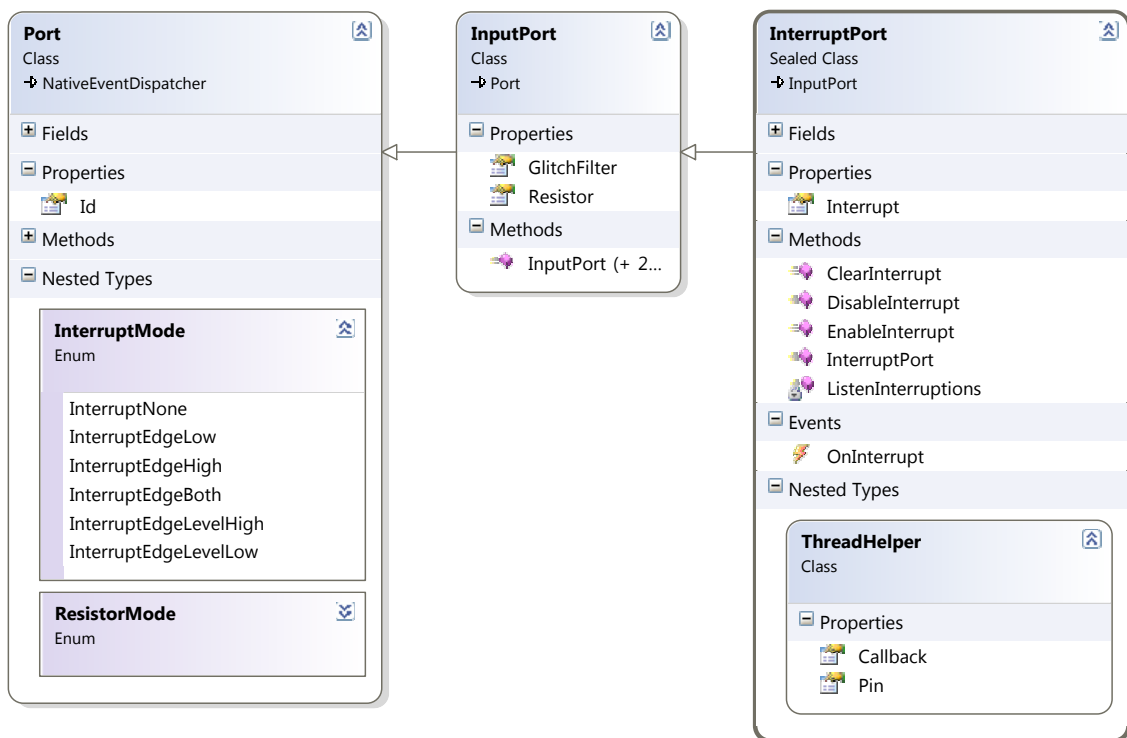 Port
Class
NativeEventDispatcher
Fields
Properties
Id
Methods
Nested Types
InterruptMode
Enum
InterruptNone
InterruptEdgeLow
InterruptEdgeHigh
InterruptEdgeBoth
InterruptEdgeLevelHigh
InterruptEdgeLevelLow
ResistorMode
Enum
InputPort
Class
Port
Properties
GlitchFilter
Resistor
Methods
InputPort (+ 2...
InterruptPort
Sealed Class
InputPort
Fields
Properties
Interrupt
Methods
ClearInterrupt
DisableInterrupt
EnableInterrupt
InterruptPort
ListenInterruptions
Events
OnInterrupt
Nested Types
ThreadHelper
Class
Properties
Callback
Pin